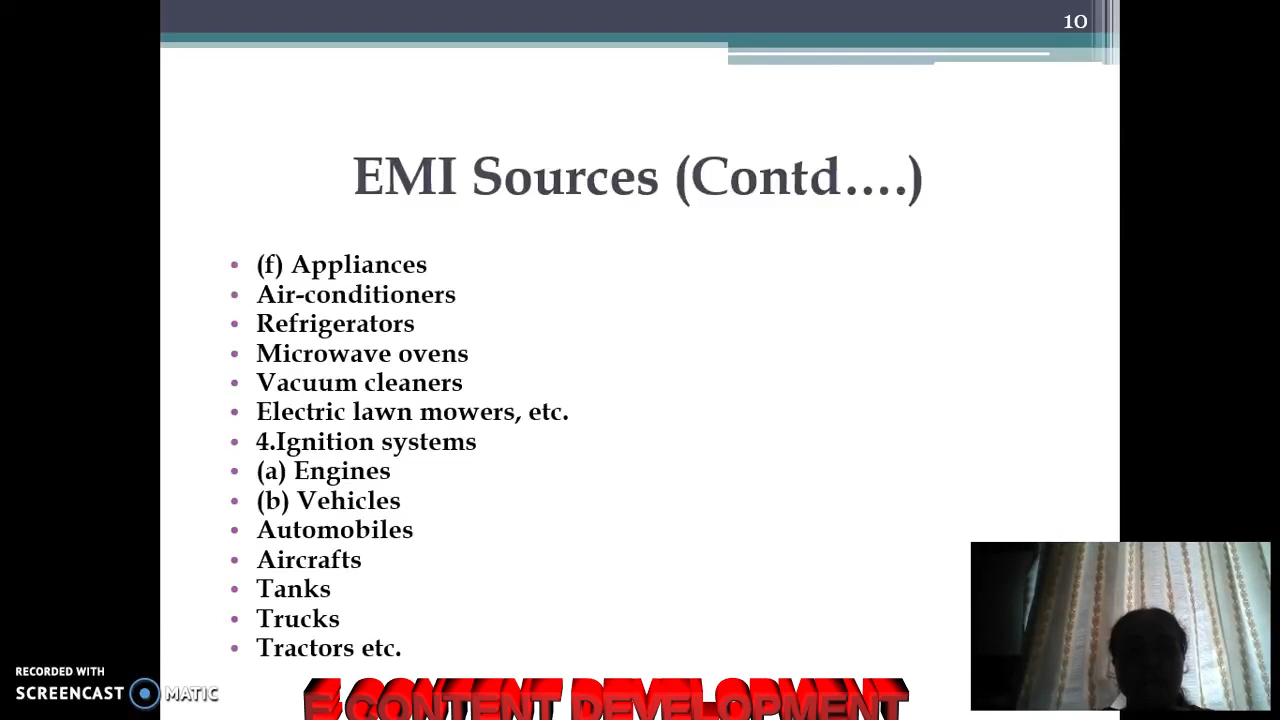 10
EMI Sources (Contd….)
• (f) Appliances
• Air-conditioners
• Refrigerators
• Microwave ovens
• Vacuum cleaners
• Electric lawn mowers, etc.
• 4.Ignition systems
• (a) Engines
• (b) Vehicles
• Automobiles
• Aircrafts
• Tanks
• Trucks
• Tractors etc.
RECORDED WITH
SCREENCAST MATIC
E-CONTENT DEVELOPMENT